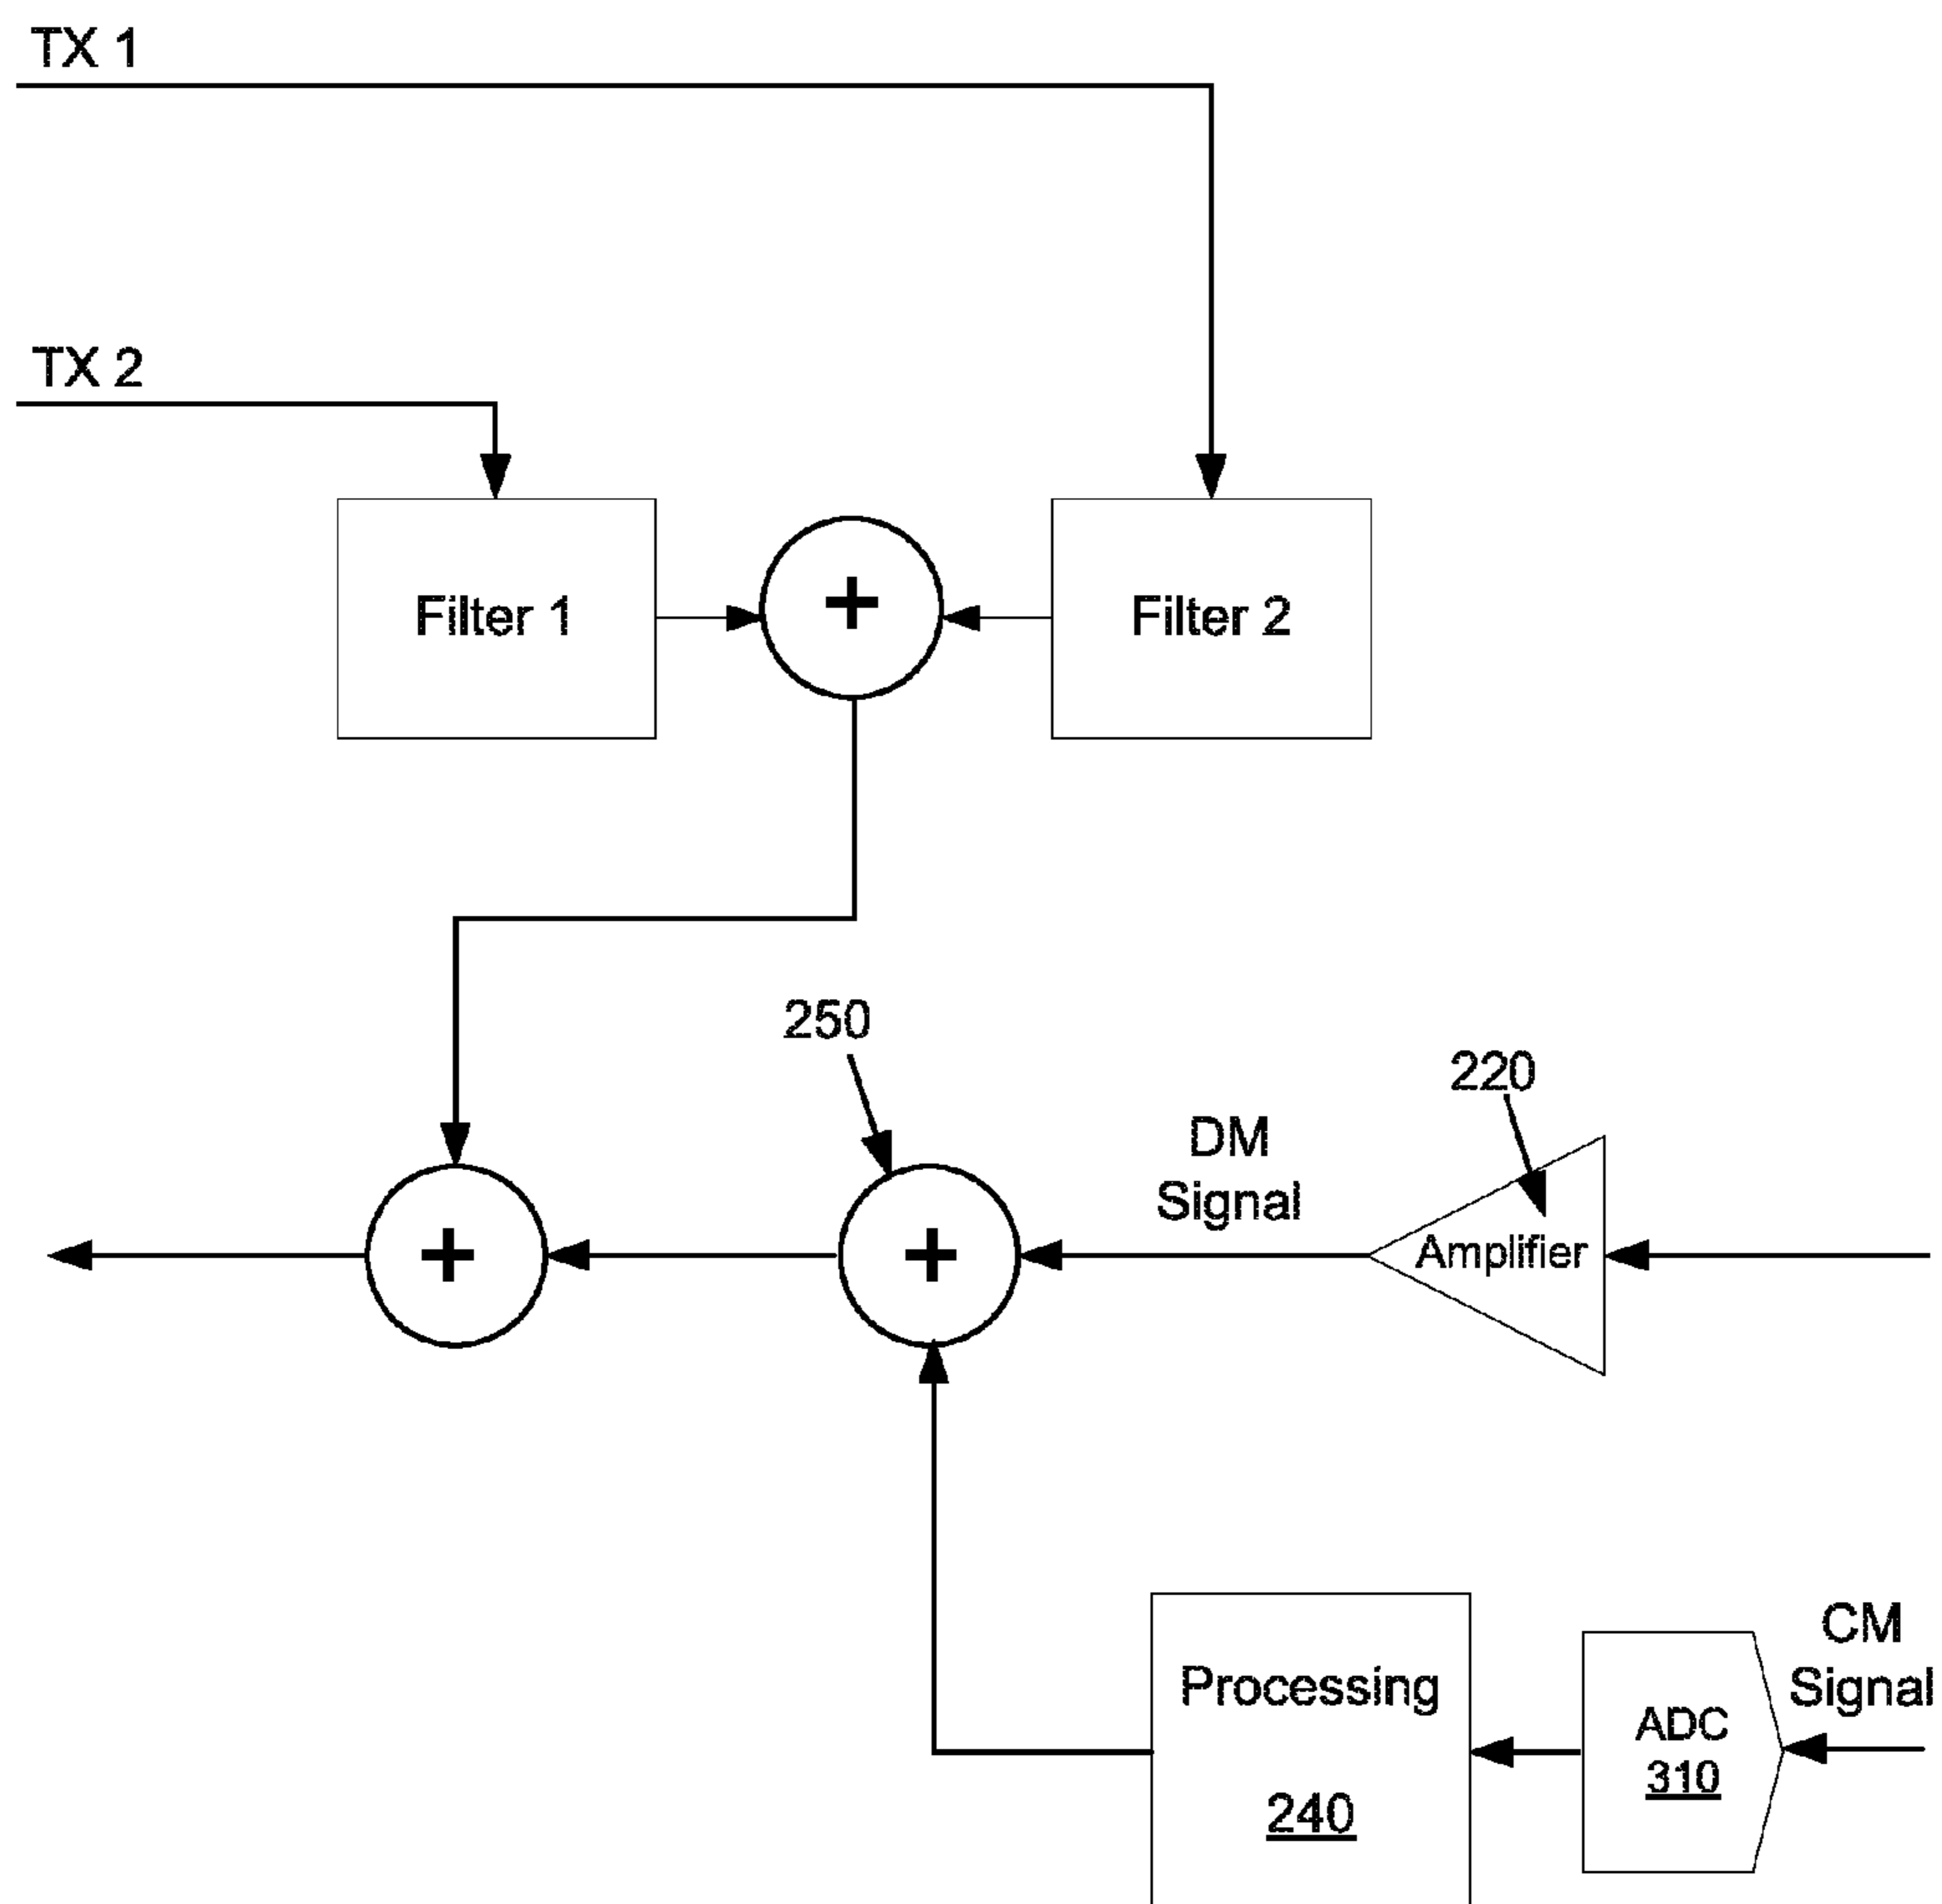 TX 1
TX 2
+
Filter 1
Filter 2
250
220
DM
Signal
+
+
Amplifier
CM
Signal
Processing
ADC
310
240